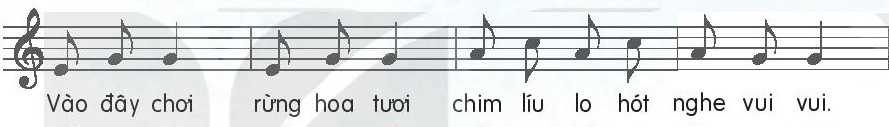 Vào đây chơi rừng hoa tươi chim líu lo hót nghe vui vui.